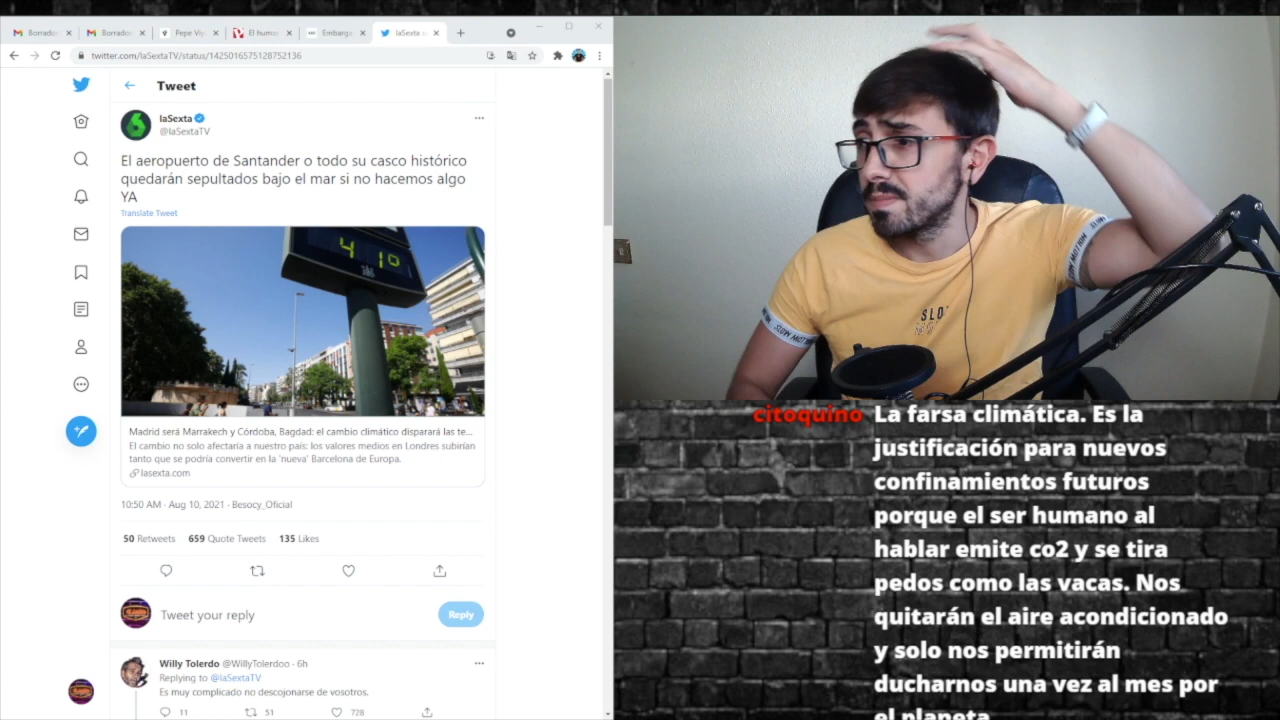 Borrador
Borrador
Pepe Viy
El humo
Embarga
laSexta
twitter.com/laSextaTV/status/1425016575128752136
Tweet
laSexta
@laSextaTV
El aeropuerto de Santander o todo su casco histórico
quedarán sepultados bajo el mar si no hacemos algo
YA
Translate Tweet
41º
Madrid será Marrakech y Córdoba, Bagdad: el cambio climático disparará las te...
El cambio no solo afectaría a nuestro país: los valores medios en Londres subirían
tanto que se podría convertir en la 'nueva' Barcelona de Europa.
lasexta.com
10:50 AM · Aug 10, 2021 · Besocy_Oficial
50 Retweets 659 Quote Tweets 135 Likes
Tweet your reply
Reply
Willy Tolerdo @WillyTolerdoo · 6h
Replying to @laSextaTV
Es muy complicado no descojonarse de vosotros.
11 51 728
SLOW MOTION
citoquino La farsa climática. Es la
justificación para nuevos
confinamientos futuros
porque el ser humano al
hablar emite co2 y se tira
pedos como las vacas. Nos
quitarán el aire acondicionado
y solo nos permitirán
ducharnos una vez al mes por
el planeta